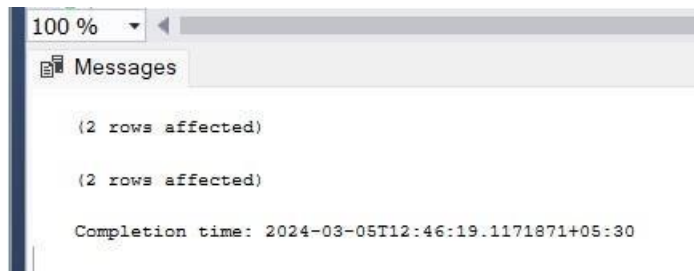 100 %
Messages
(2 rows affected)
(2 rows affected)
Completion time: 2024-03-05T12:46:19.1171871+05:30